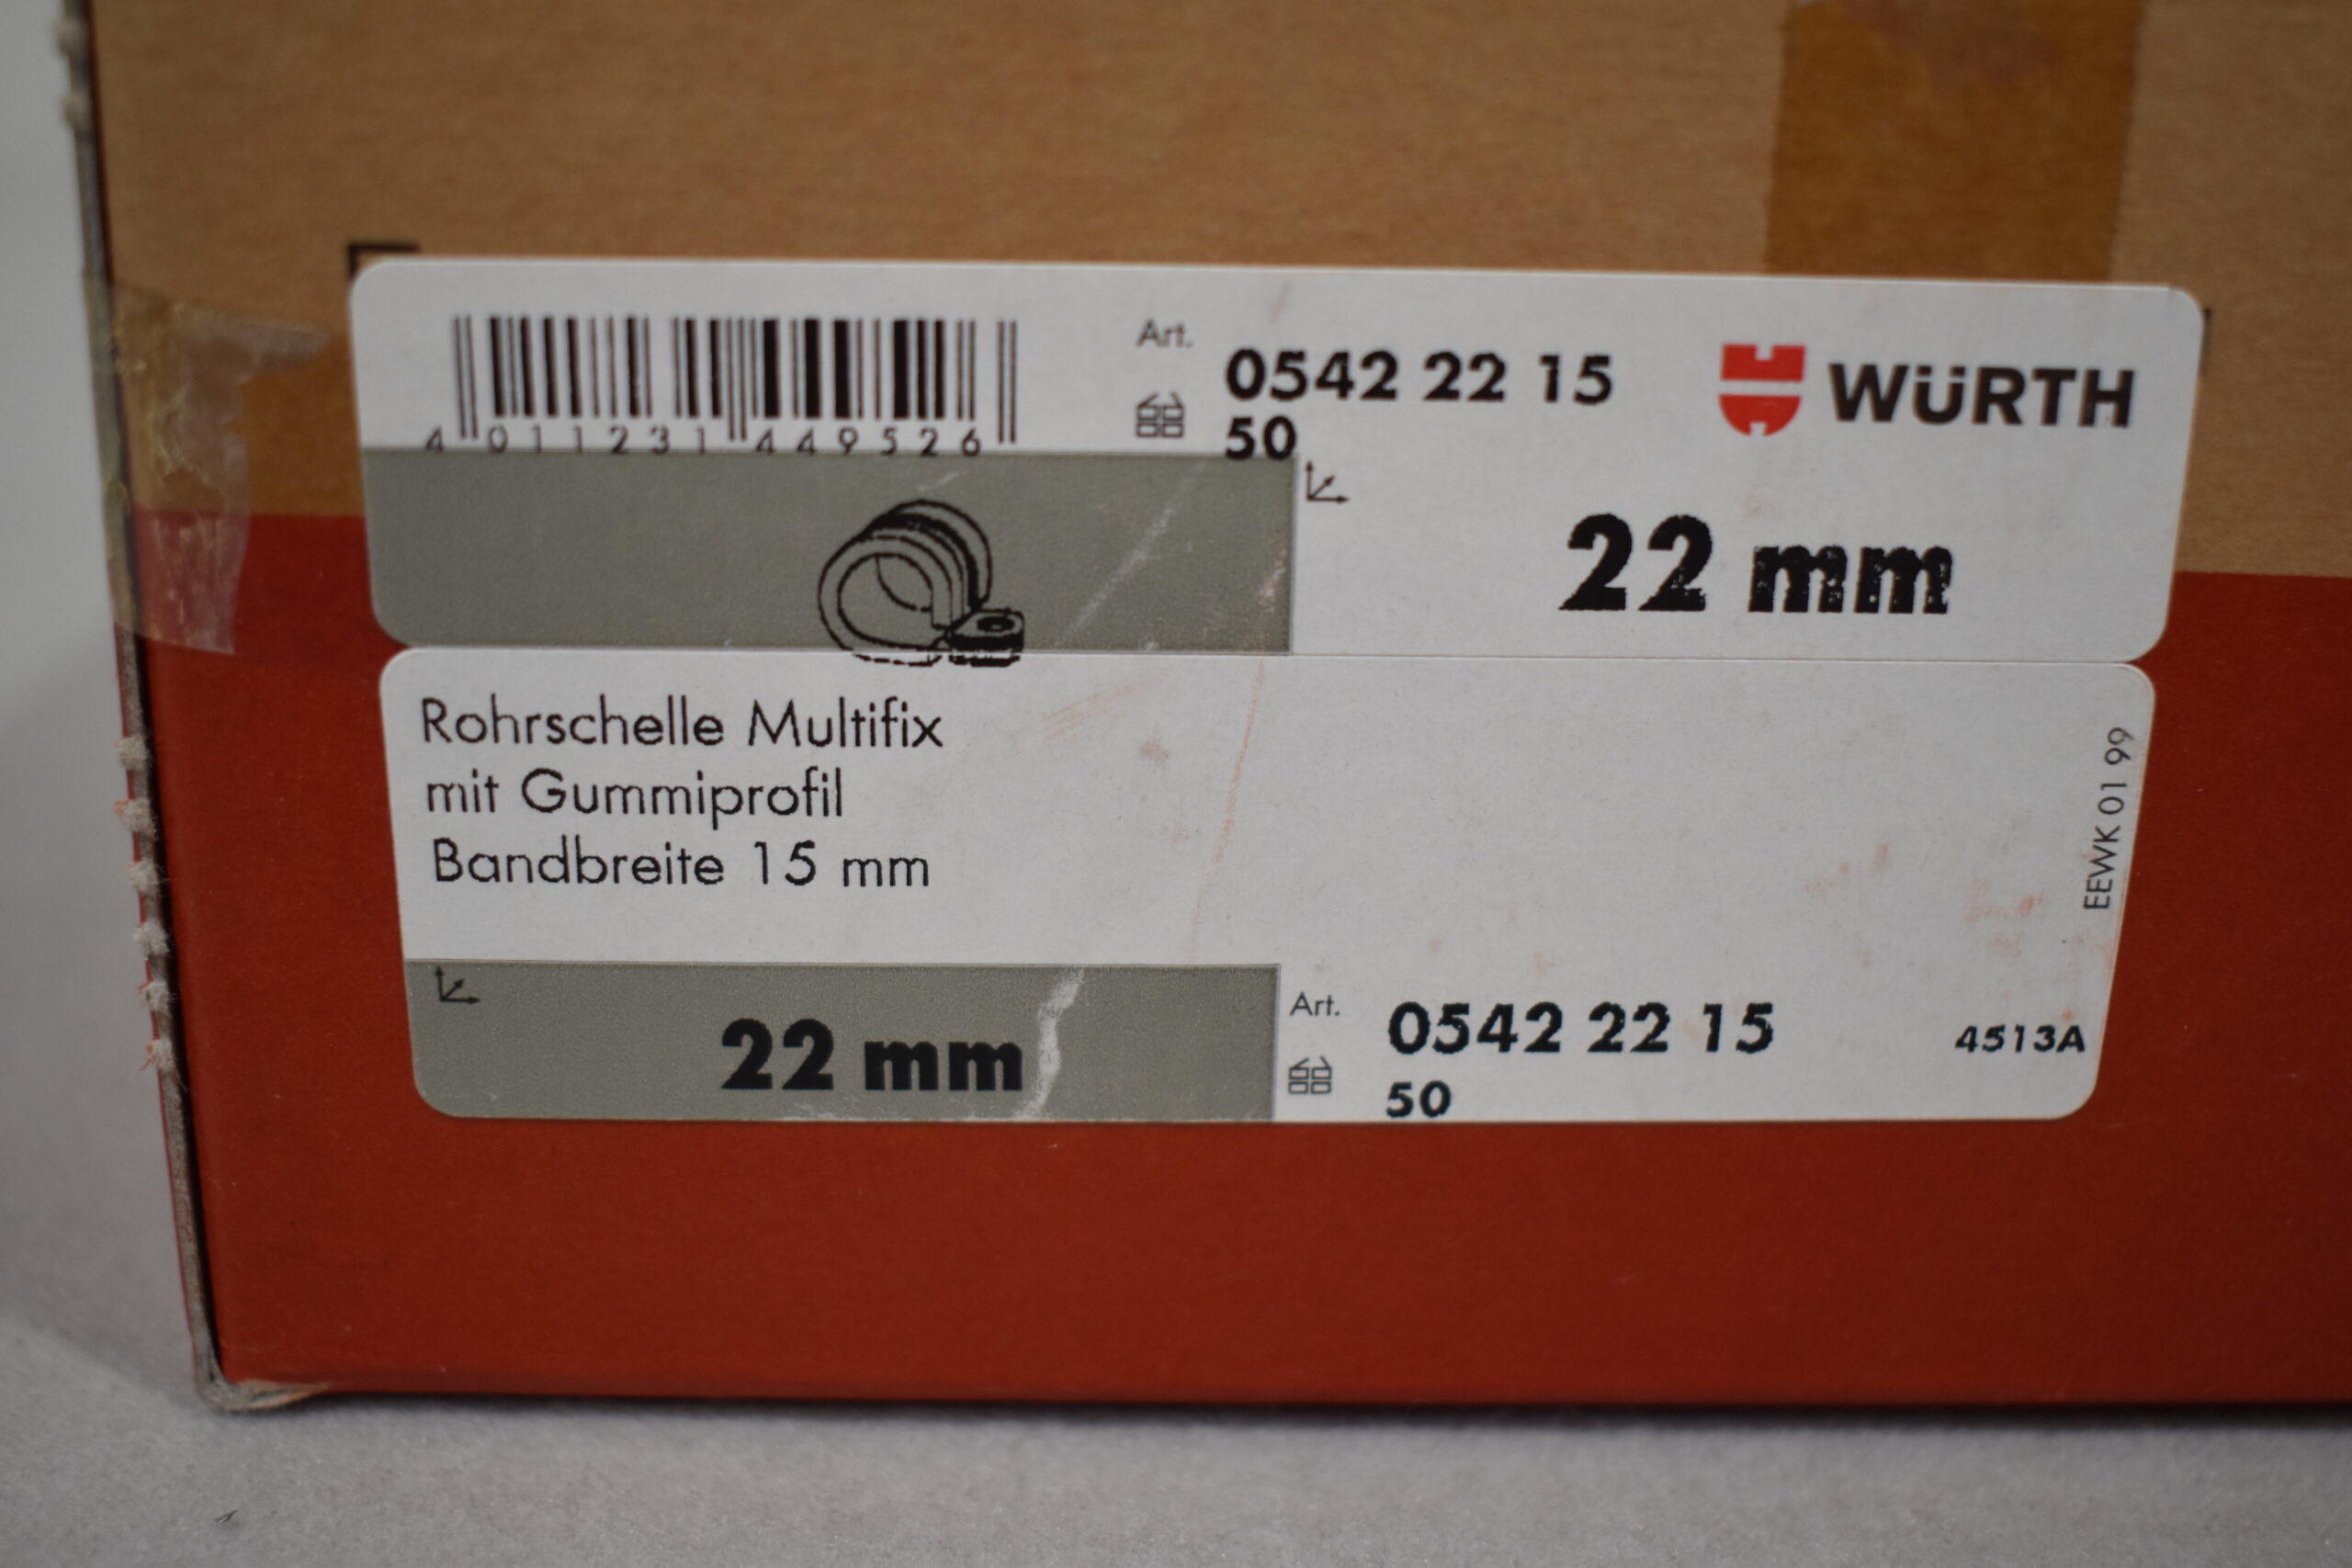 4 011231 449526
Art. 0542 22 15
50
WÜRTH
22 mm
Rohrschelle Multifix
mit Gummiprofil
Bandbreite 15 mm
EEWK 01 99
22 mm
Art. 0542 22 15
50
4513A